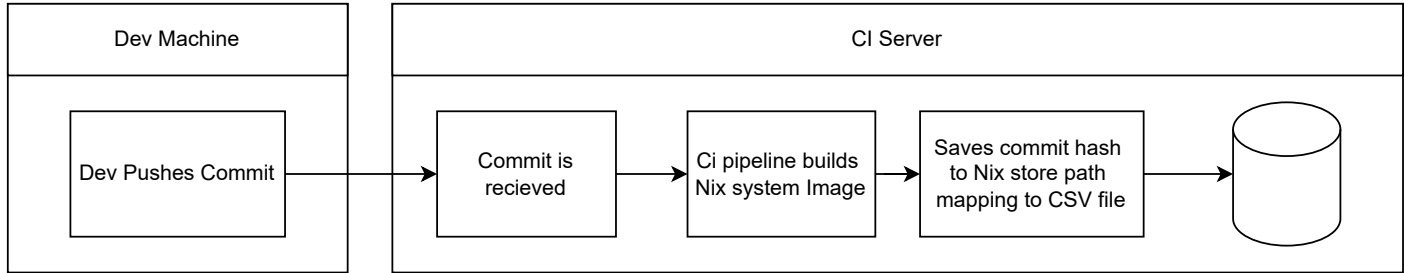 Dev Machine
CI Server
Dev Pushes Commit
Commit is
recieved
Ci pipeline builds
Nix system Image
Saves commit hash
to Nix store path
mapping to CSV file